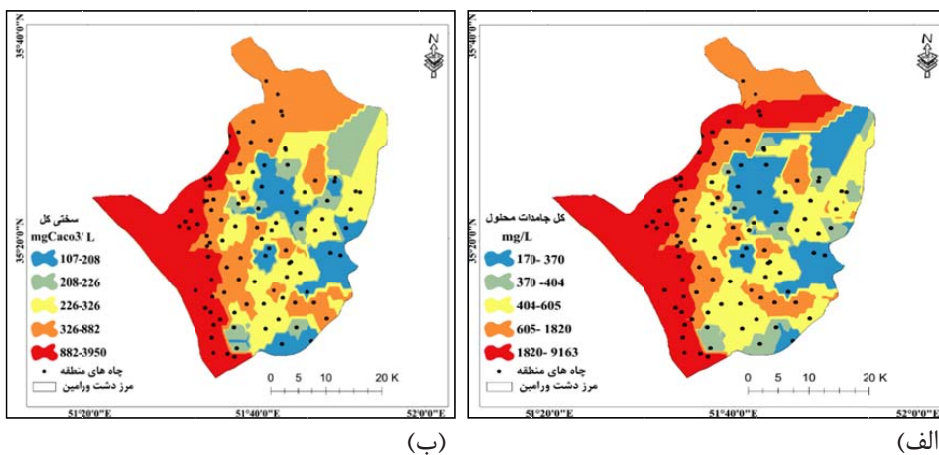 35°40'0"N
35°20'0"N
N
کل جامدات محلول
mg/L
170- 370
370 -404
404-605
605- 1820
1820- 9163
چاه های منطقه
مرز دشت ورامین
0 5 10 20 K
51°20'0"E 51°40'0"E 52°0'0"E
الف)
35°40'0"N
35°20'0"N
N
سختی کل
mgCaco3/ L
107-208
208-226
226-326
326-882
882-3950
چاه های منطقه
مرز دشت ورامین
0 5 10 20 K
51°20'0"E 51°40'0"E 52°0'0"E
(ب)